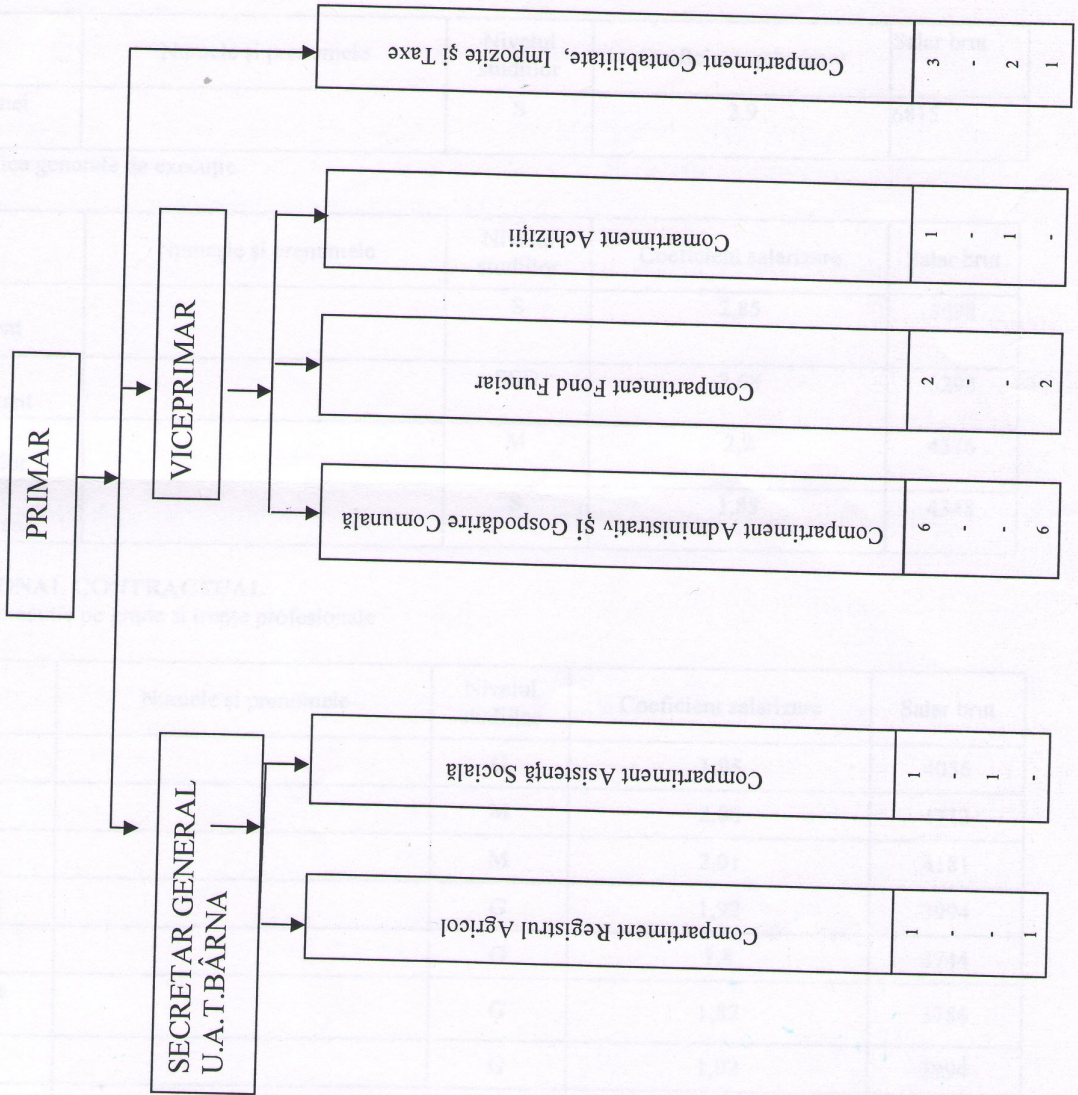 PRIMAR
SECRETAR GENERAL
U.A.T.BÂRNA
VICEPRIMAR
Compartiment Registrul Agricol
1
-
-
1
Compartiment Asistenţă Socială
1
-
1
-
Compartiment Administrativ şi Gospodărire Comunală
6
-
-
6
Compartiment Fond Funciar
2
-
-
2
Comartiment Achiziţii
1
-
1
-
Compartiment Contabilitate, Impozite şi Taxe
3
-
2
1